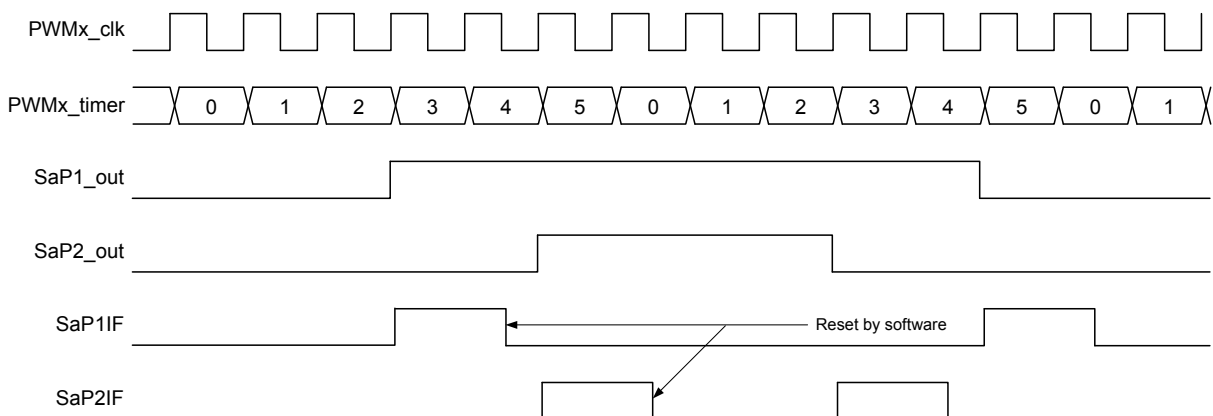 PWMx_clk
PWMx_timer 0 1 2 3 4 5 0 1 2 3 4 5 0 1
SaP1_out
SaP2_out
SaP1IF Reset by software
SaP2IF